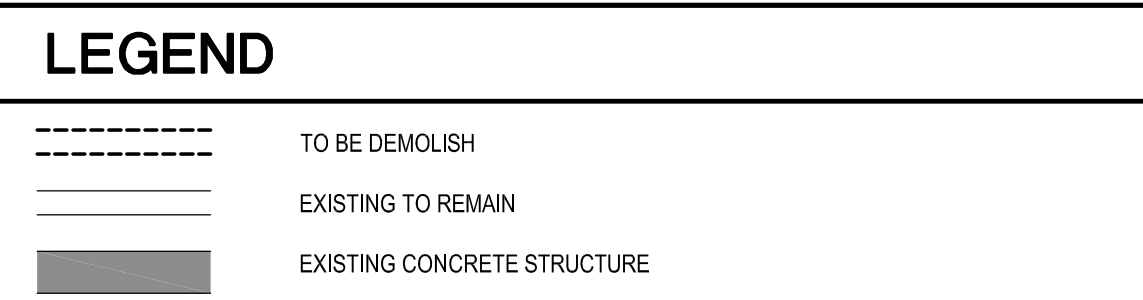 LEGEND
TO BE DEMOLISH
EXISTING TO REMAIN
EXISTING CONCRETE STRUCTURE